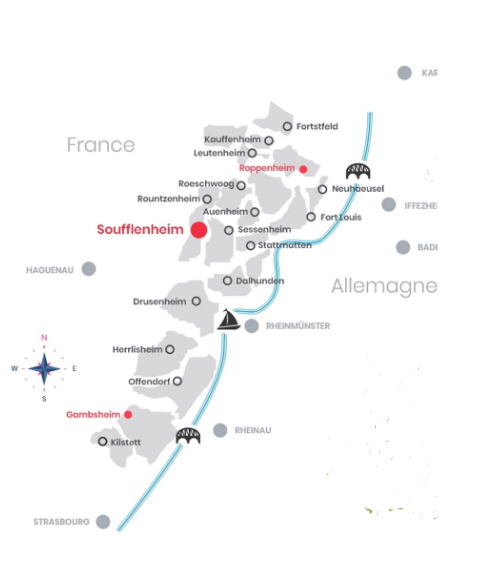 KAR
Fortstfeld
France
Kauffenheim
Leutenheim
Roppenheim
Roeschwoog
Neuhaeusel
Rountzenheim
IFFEZHE
Auenheim
Fort Louis
Soufflenheim
Sessenheim
Stattmatten
BADE
HAGUENAU
Dalhunden
Allemagne
Drusenheim
RHEINMÜNSTER
N
Herrlisheim
W
E
Offendorf
S
Gambsheim
RHEINAU
Kilstett
STRASBOURG